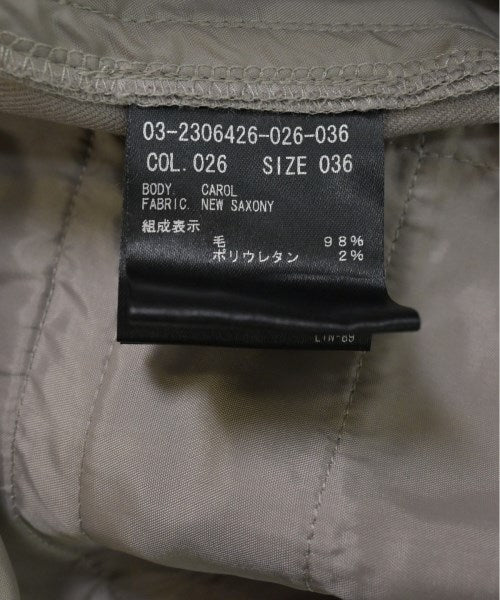 03-2306426-026-036
COL. 026 SIZE 036
BODY CAROL
FABRIC NEW SAXONY
組成表示
毛 98%
ポリウレタン 2%